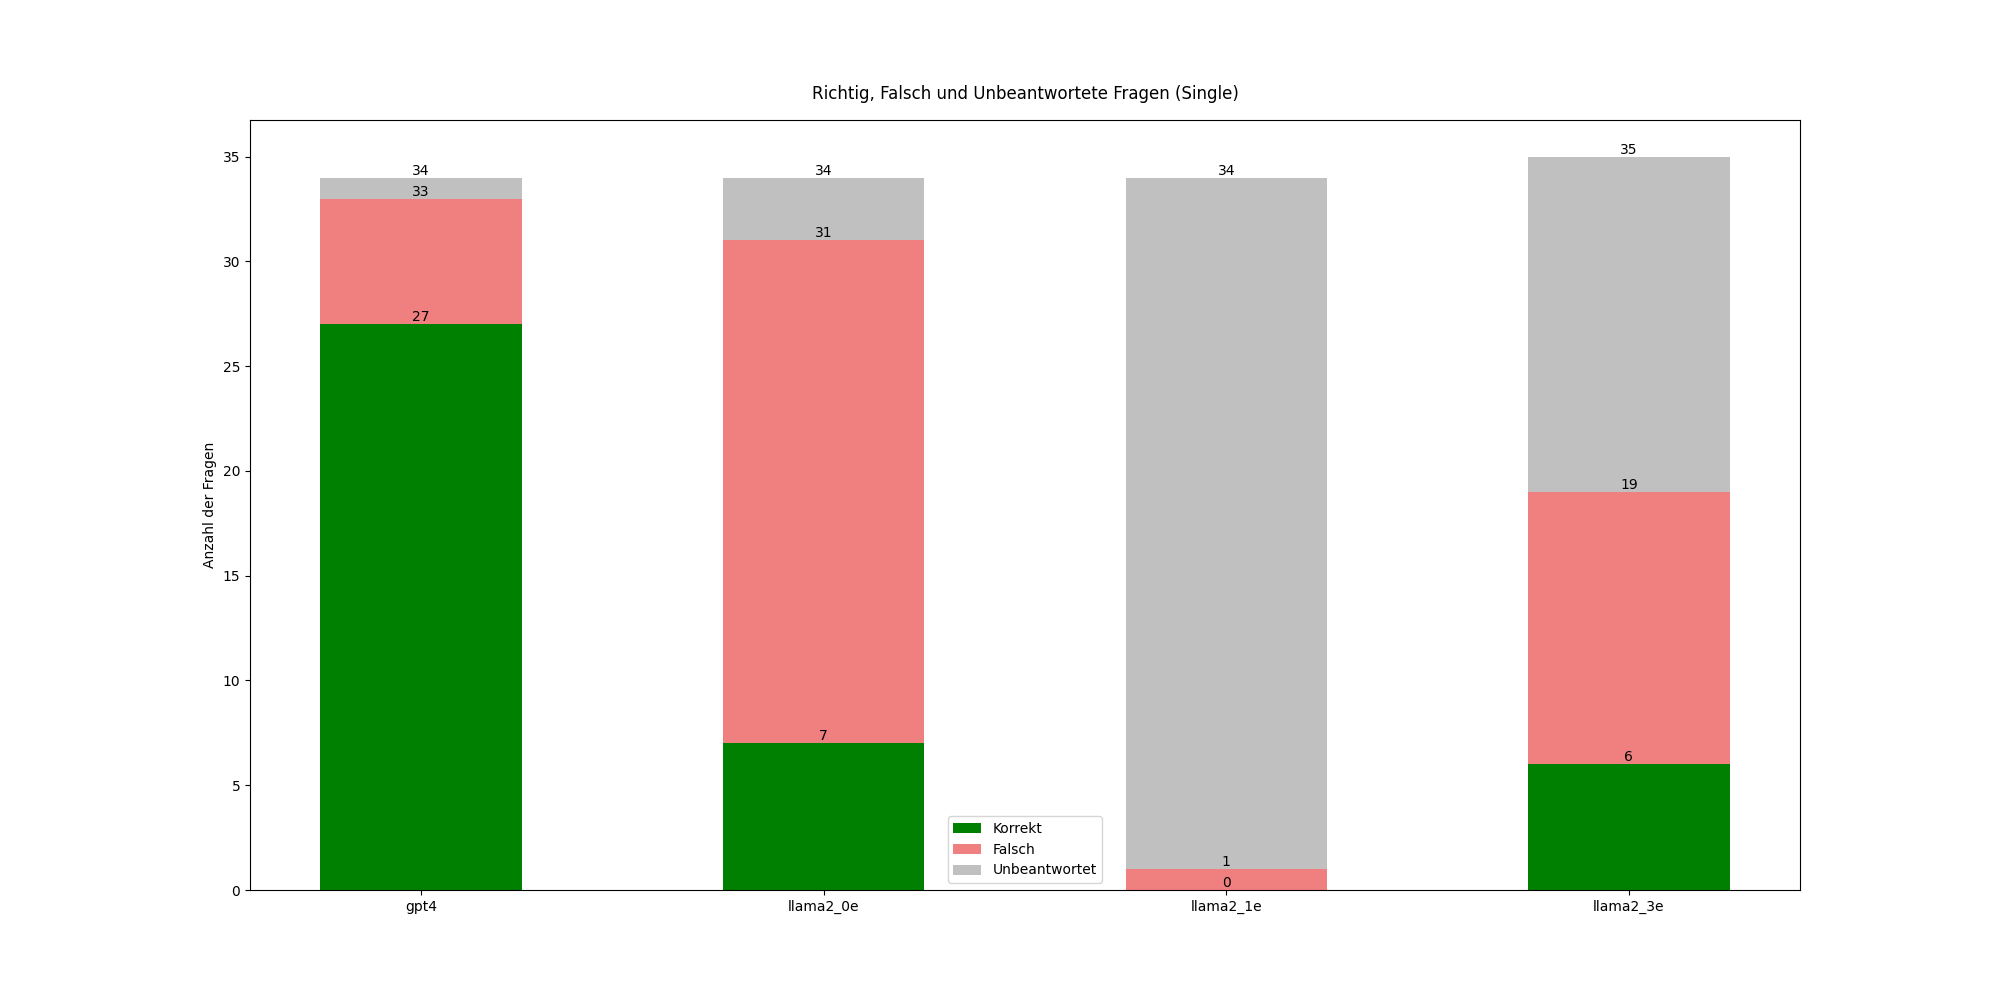 Richtig, Falsch und Unbeantwortete Fragen (Single)
Anzahl der Fragen
35
30
25
20
15
10
5
0
34
33
27
34
31
7
34
1
0
35
19
6
Korrekt
Falsch
Unbeantwortet
gpt4
llama2_0e
llama2_1e
llama2_3e